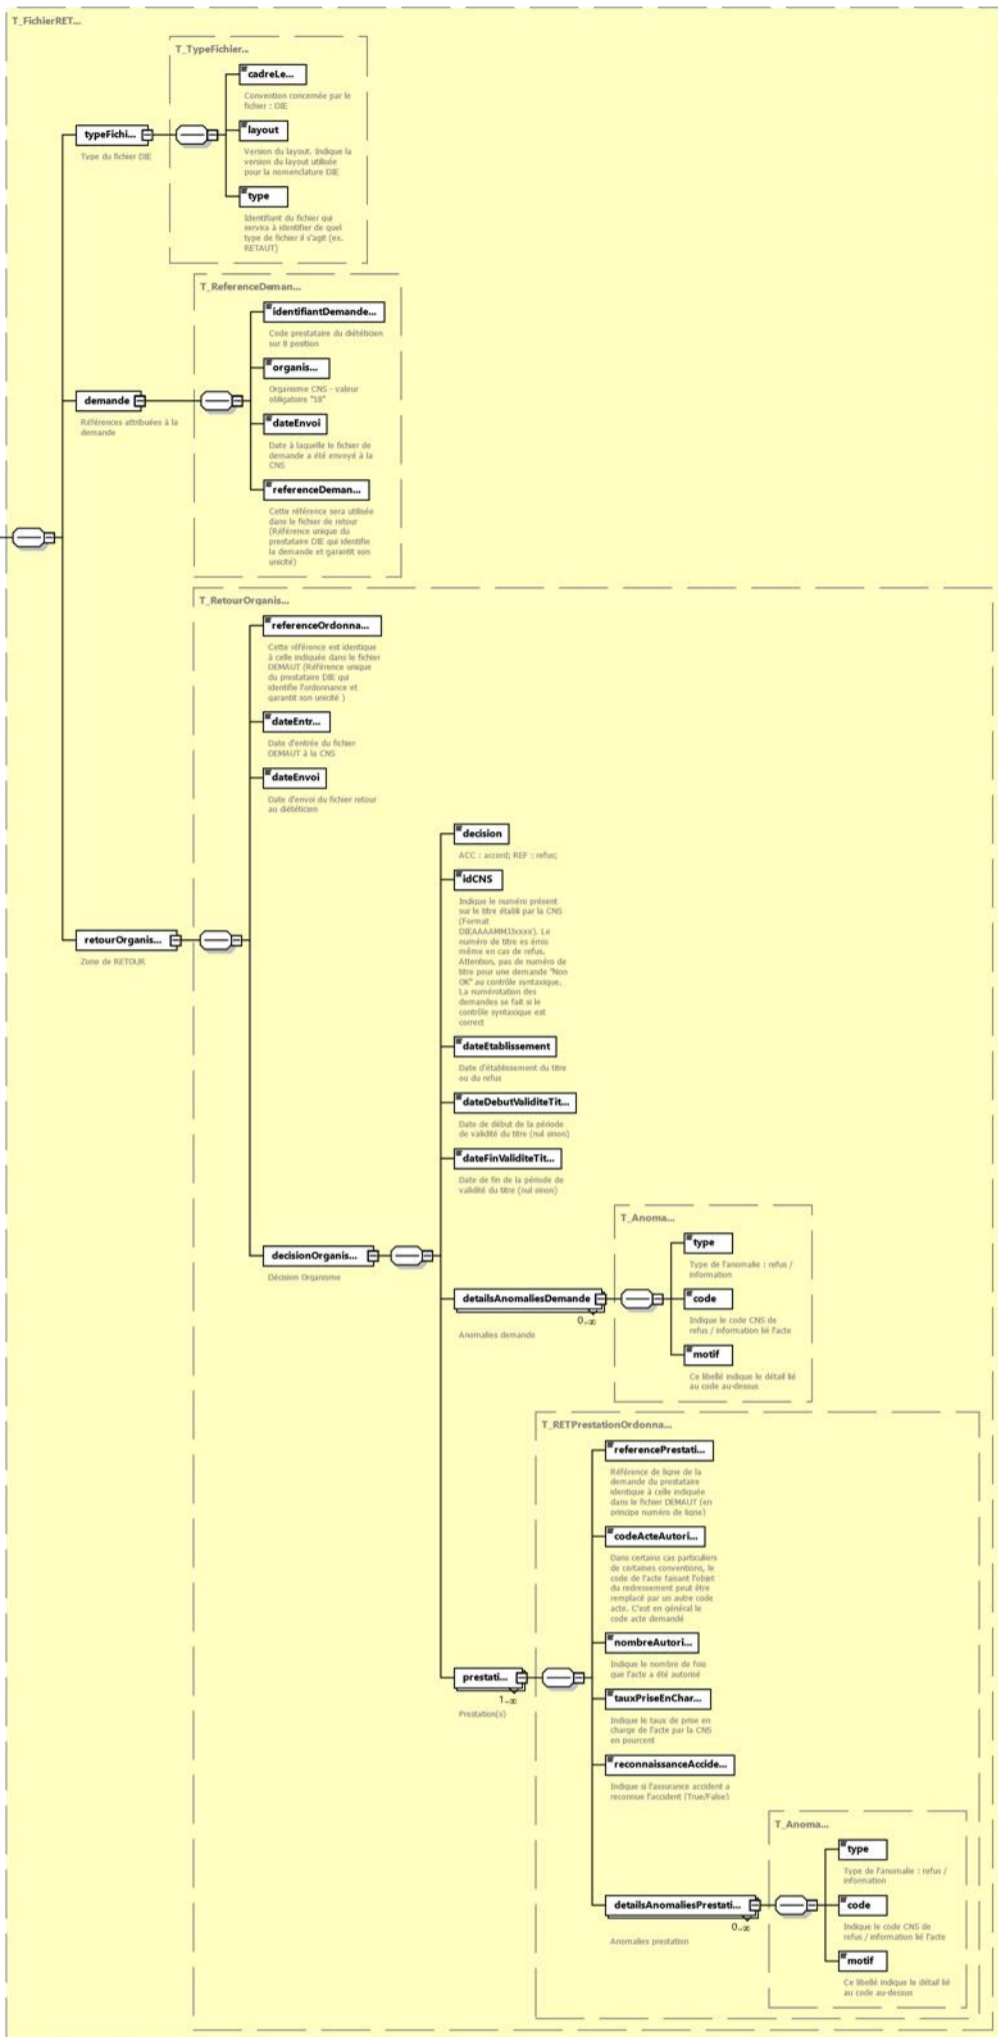 T_FichierRET...
T_TypeFichier...
cadreLe...
Convention concernée par le
fichier : DIE
typeFichi...
Type du fichier DIE
layout
Version du layout. Indique la
version du layout utilisée
pour la nomenclature DIE
type
Identifiant du fichier qui
servira à identifier de quel
type de fichier il s'agit (ex.
RETAUT)
T_ReferenceDeman...
identifiantDemande...
Code prestataire du diététicien
sur 8 position
organis...
Organisme CNS - valeur
obligatoire "18"
demande
Références attribuées à la
demande
dateEnvoi
Date à laquelle le fichier de
demande a été envoyé à la
CNS
referenceDeman...
Cette référence sera utilisée
dans le fichier de retour
(Référence unique du
prestataire DIE qui identifie
la demande et garantit son
unicité)
T_RetourOrganis...
referenceOrdonna...
Cette référence est identique
à celle indiquée dans le fichier
DEMAUT (Référence unique
du prestataire DIE qui
identifie l'ordonnance et
garantit son unicité )
dateEntr...
Date d'entrée du fichier
DEMAUT à la CNS
dateEnvoi
Date d'envoi du fichier retour
au diététicien
retourOrganis...
Zone de RETOUR
decision
ACC : accord; REF : refus;
idCNS
Indique le numéro présent
sur le titre établi par la CNS
(Format
DIEAAAAMMJJxxxx). Le
numéro de titre es émis
même en cas de refus.
Attention, pas de numéro de
titre pour une demande "Non
OK" au contrôle syntaxique.
La numérotation des
demandes se fait si le
contrôle syntaxique est
correct
dateEtablissement
Date d'établissement du titre
ou du refus
dateDebutValiditeTit...
Date de début de la période
de validité du titre (nul sinon)
dateFinValiditeTit...
Date de fin de la période de
validité du titre (nul sinon)
decisionOrganis...
Décision Organisme
T_Anoma...
type
Type de l'anomalie : refus /
information
detailsAnomaliesDemande
0..∞
Anomalies demande
code
Indique le code CNS de
refus / information lié l'acte
motif
Ce libellé indique le détail lié
au code au-dessus
T_RETPrestationOrdonna...
referencePrestati...
Référence de ligne de la
demande du prestataire
identique à celle indiquée
dans le fichier DEMAUT (en
principe numéro de ligne)
codeActeAutori...
Dans certains cas particuliers
de certaines conventions, le
code de l'acte faisant l'objet
du redressement peut être
remplacé par un autre code
acte. C'est en général le
code acte demandé
nombreAutori...
Indique le nombre de fois
que l'acte a été autorisé
prestati...
1..∞
Prestation(s)
tauxPriseEnChar...
Indique le taux de prise en
charge de l'acte par la CNS
en pourcent
reconnaissanceAccide...
Indique si l'assurance accident a
reconnue l'accident (True/False)
T_Anoma...
type
Type de l'anomalie : refus /
information
detailsAnomaliesPrestati...
0..∞
Anomalies prestation
code
Indique le code CNS de
refus / information lié l'acte
motif
Ce libellé indique le détail lié
au code au-dessus